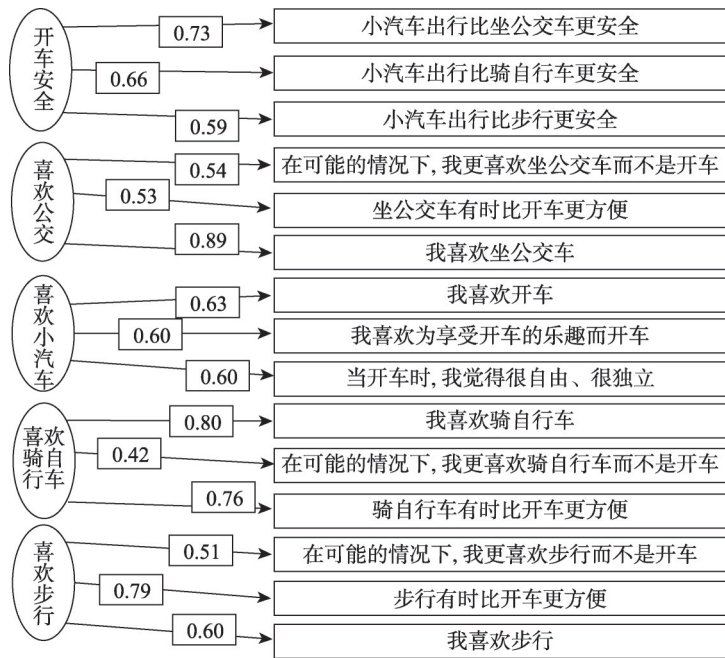 开车安全
0.73
小汽车出行比坐公交车更安全
0.66
小汽车出行比骑自行车更安全
0.59
小汽车出行比步行更安全
喜欢公交
0.54
在可能的情况下,我更喜欢坐公交车而不是开车
0.53
坐公交车有时比开车更方便
0.89
我喜欢坐公交车
喜欢小汽车
0.63
我喜欢开车
0.60
我喜欢为享受开车的乐趣而开车
0.60
当开车时,我觉得很自由、很独立
喜欢骑自行车
0.80
我喜欢骑自行车
0.42
在可能的情况下,我更喜欢骑自行车而不是开车
0.76
骑自行车有时比开车更方便
喜欢步行
0.51
在可能的情况下,我更喜欢步行而不是开车
0.79
步行有时比开车更方便
0.60
我喜欢步行